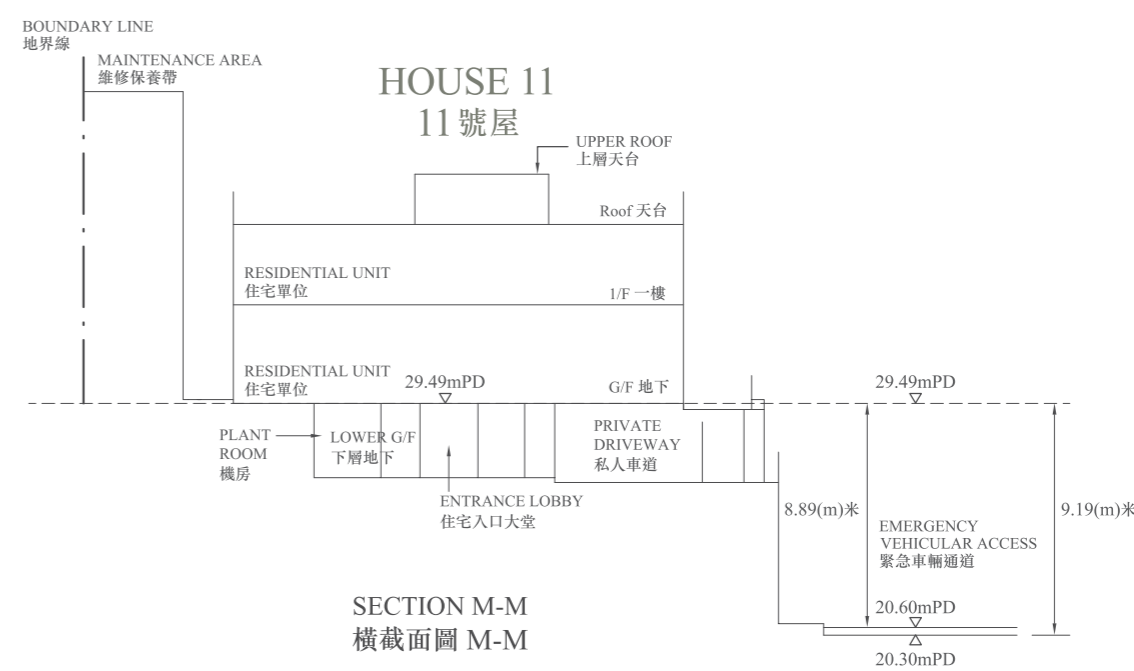 BOUNDARY LINE
地界線
MAINTENANCE AREA
維修保養帶
HOUSE 11
11 號屋
UPPER ROOF
上層天台
Roof 天台
RESIDENTIAL UNIT
住宅單位
1/F 一樓
RESIDENTIAL UNIT
住宅單位
29.49mPD
G/F 地下
29.49mPD
PLANT
ROOM
機房
LOWER G/F
下層地下
PRIVATE
DRIVEWAY
私人車道
ENTRANCE LOBBY
住宅入口大堂
8.89(m)米
9.19(m)米
EMERGENCY
VEHICULAR ACCESS
緊急車輛通道
20.60mPD
20.30mPD
SECTION M-M
橫截面圖 M-M